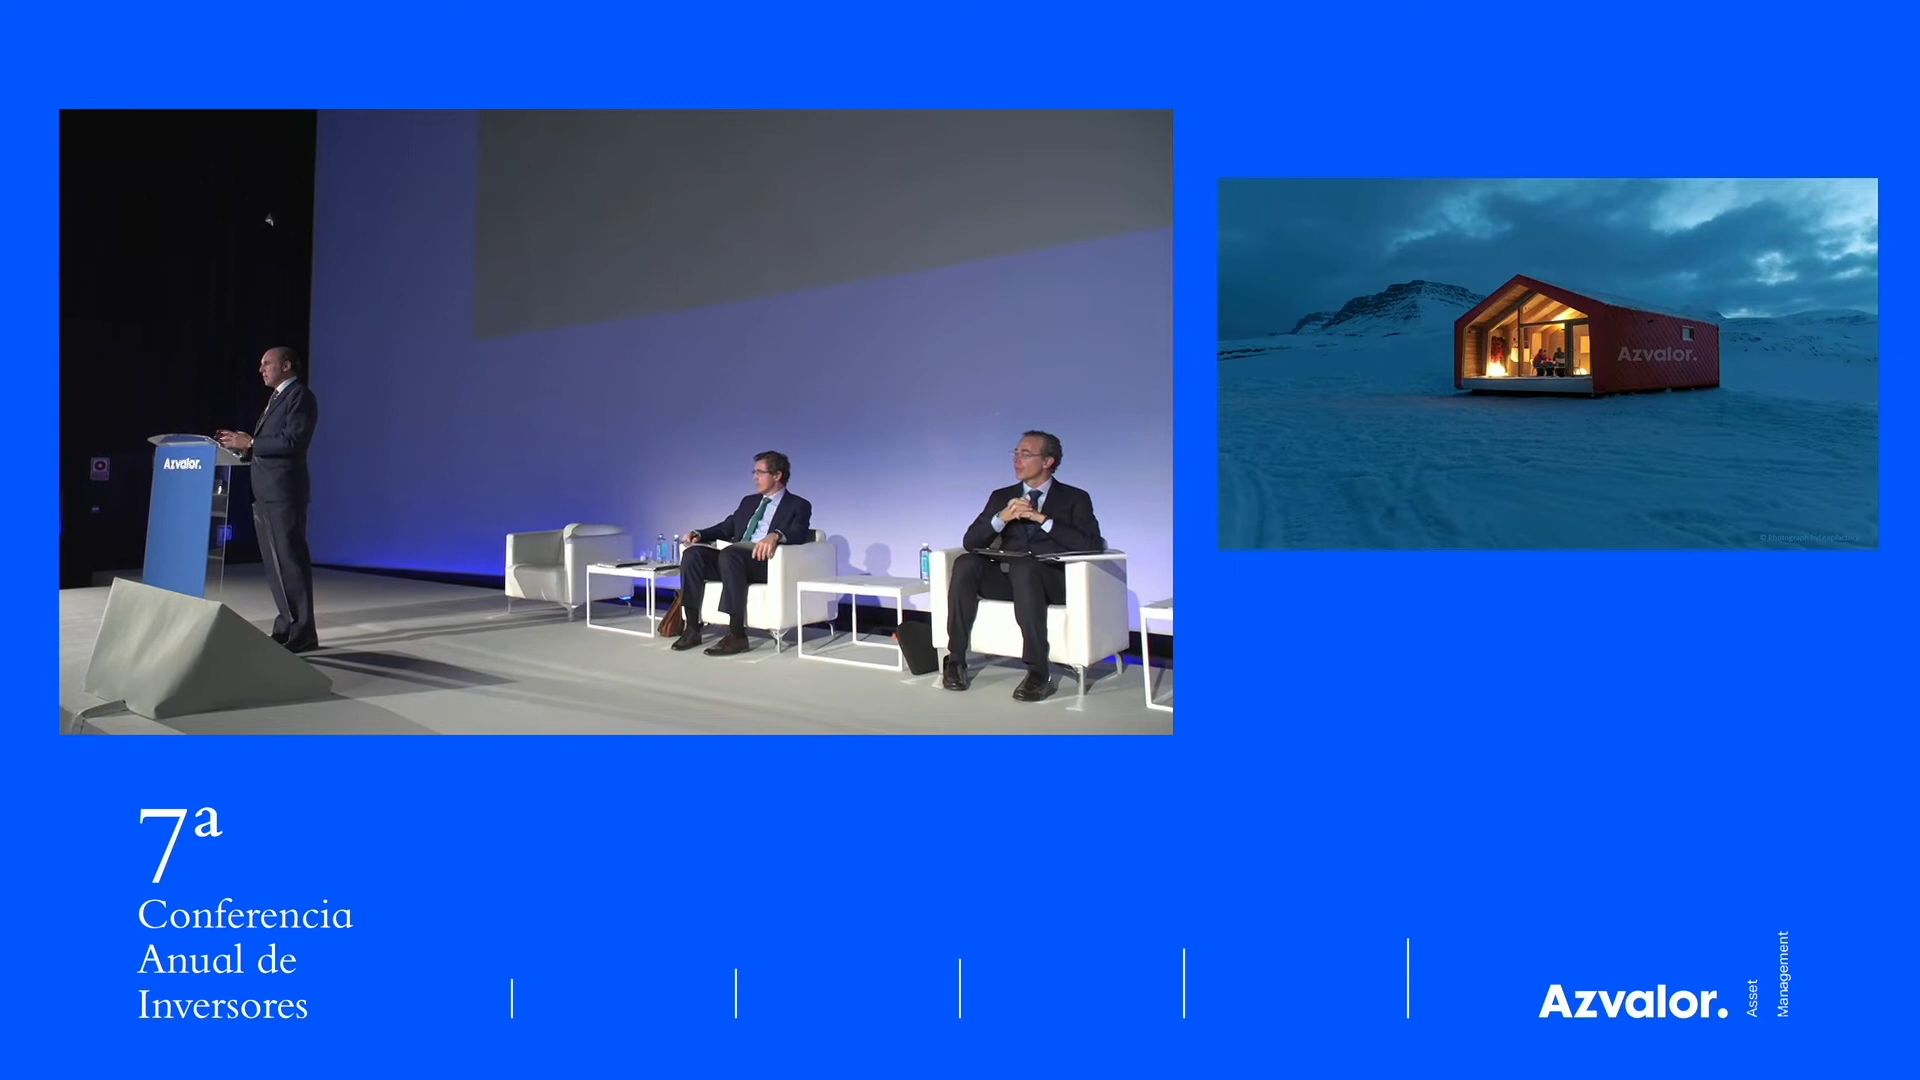 Azvalor.
Azvalor.
7ª
Conferencia
Anual de
Inversores
Azvalor.
Asset
Management